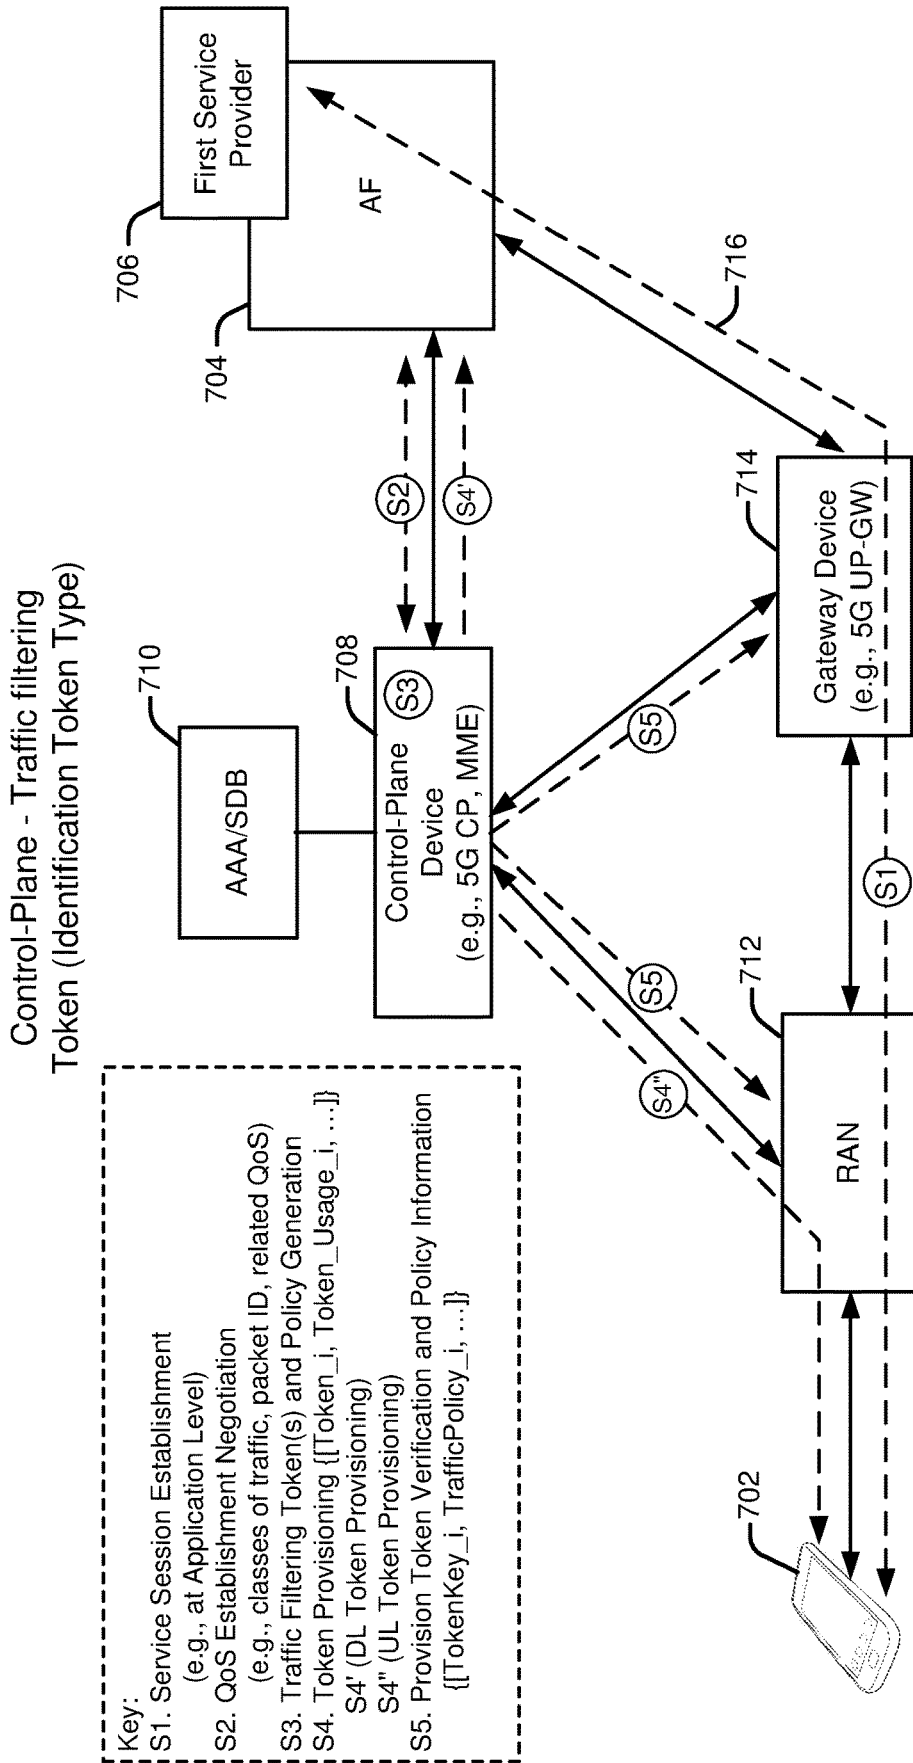 Control-Plane - Traffic filtering
Token (Identification Token Type)
Key:
S1. Service Session Establishment
(e.g., at Application Level)
S2. QoS Establishment Negotiation
(e.g., classes of traffic, packet ID, related QoS)
S3. Traffic Filtering Token(s) and Policy Generation
S4. Token Provisioning {[Token_i, Token_Usage_i, …]}
S4' (DL Token Provisioning)
S4" (UL Token Provisioning)
S5. Provision Token Verification and Policy Information
{[TokenKey_i, TrafficPolicy_i, …]}
710
AAA/SDB
708
S3
Control-Plane
Device
(e.g., 5G CP, MME)
S2
S4'
706
First Service
Provider
704
AF
S4"
S5
S5
716
712
RAN
714
Gateway Device
(e.g., 5G UP-GW)
S1
702